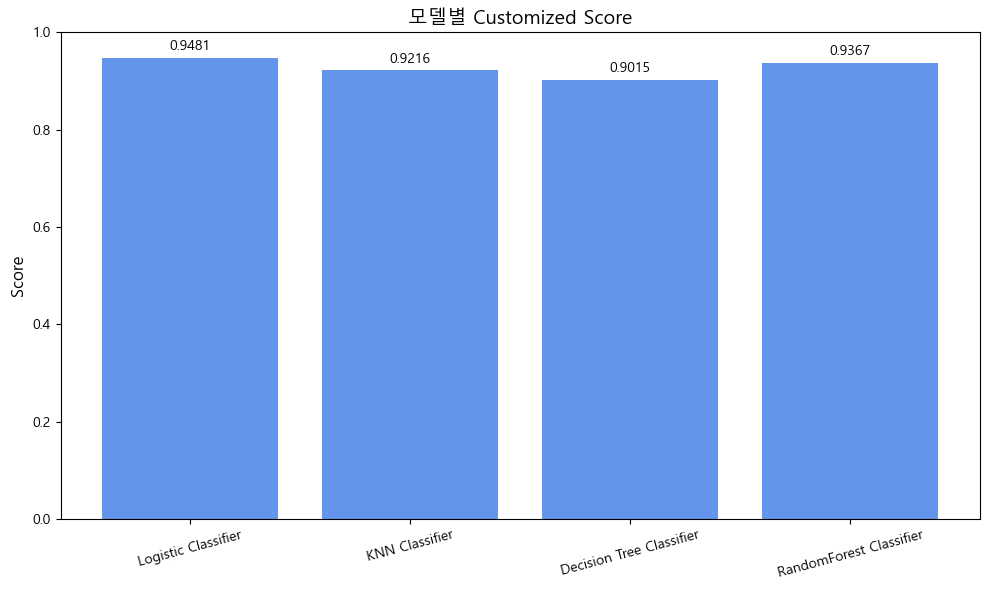 모델별 Customized Score
1.0
0.8
0.6
0.4
0.2
0.0
Score
0.9481
0.9216
0.9015
0.9367
Logistic Classifier
KNN Classifier
Decision Tree Classifier
RandomForest Classifier